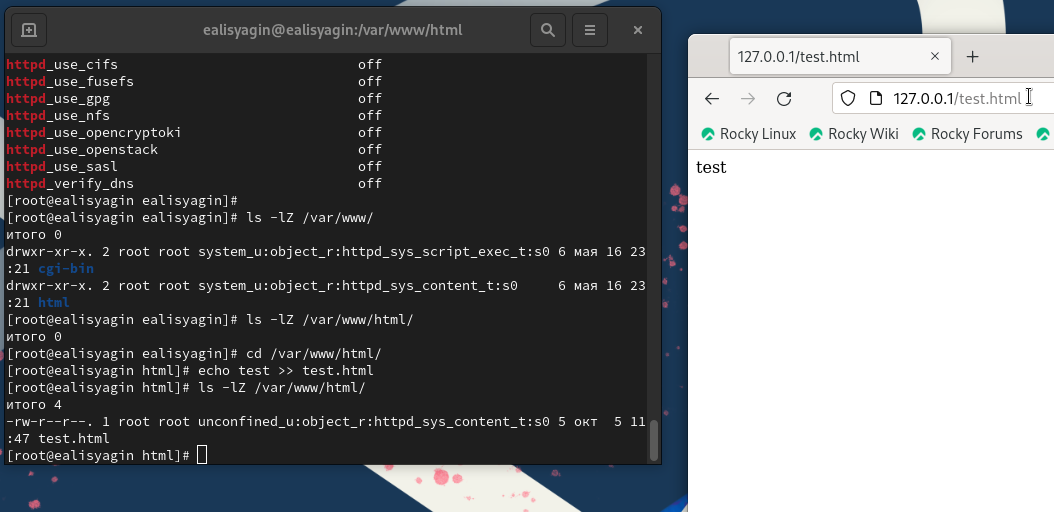 ealisyagin@ealisyagin:/var/www/html
httpd_use_cifs                              off
httpd_use_fusefs                            off
httpd_use_gpg                               off
httpd_use_nfs                               off
httpd_use_opencryptoki                      off
httpd_use_openstack                         off
httpd_use_sasl                              off
httpd_verify_dns                            off
[root@ealisyagin ealisyagin]#
[root@ealisyagin ealisyagin]# ls -lZ /var/www/
итого 0
drwxr-xr-x. 2 root root system_u:object_r:httpd_sys_script_exec_t:s0 6 мая 16 23
:21 cgi-bin
drwxr-xr-x. 2 root root system_u:object_r:httpd_sys_content_t:s0     6 мая 16 23
:21 html
[root@ealisyagin ealisyagin]# ls -lZ /var/www/html/
итого 0
[root@ealisyagin ealisyagin]# cd /var/www/html/
[root@ealisyagin html]# echo test >> test.html
[root@ealisyagin html]# ls -lZ /var/www/html/
итого 4
-rw-r--r--. 1 root root unconfined_u:object_r:httpd_sys_content_t:s0 5 окт  5 11
:47 test.html
[root@ealisyagin html]#
127.0.0.1/test.html
127.0.0.1/test.html
Rocky Linux Rocky Wiki Rocky Forums
test